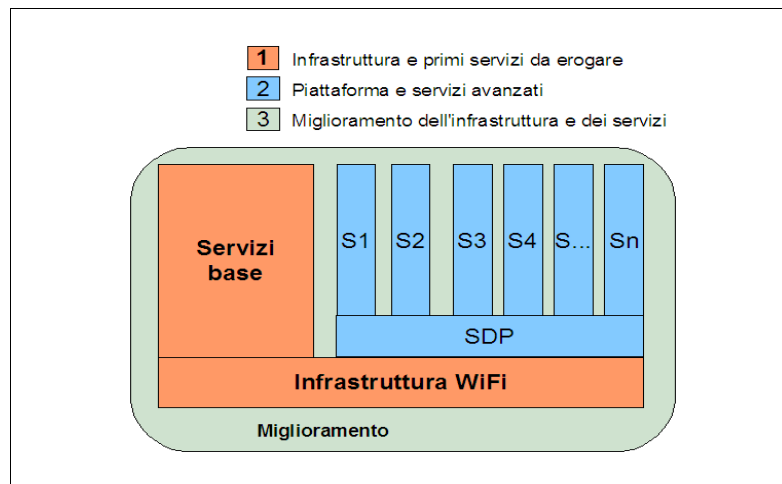 1 Infrastruttura e primi servizi da erogare
2 Piattaforma e servizi avanzati
3 Miglioramento dell'infrastruttura e dei servizi
Servizi
base
S1 S2 S3 S4 S... Sn
SDP
Infrastruttura WiFi
Miglioramento